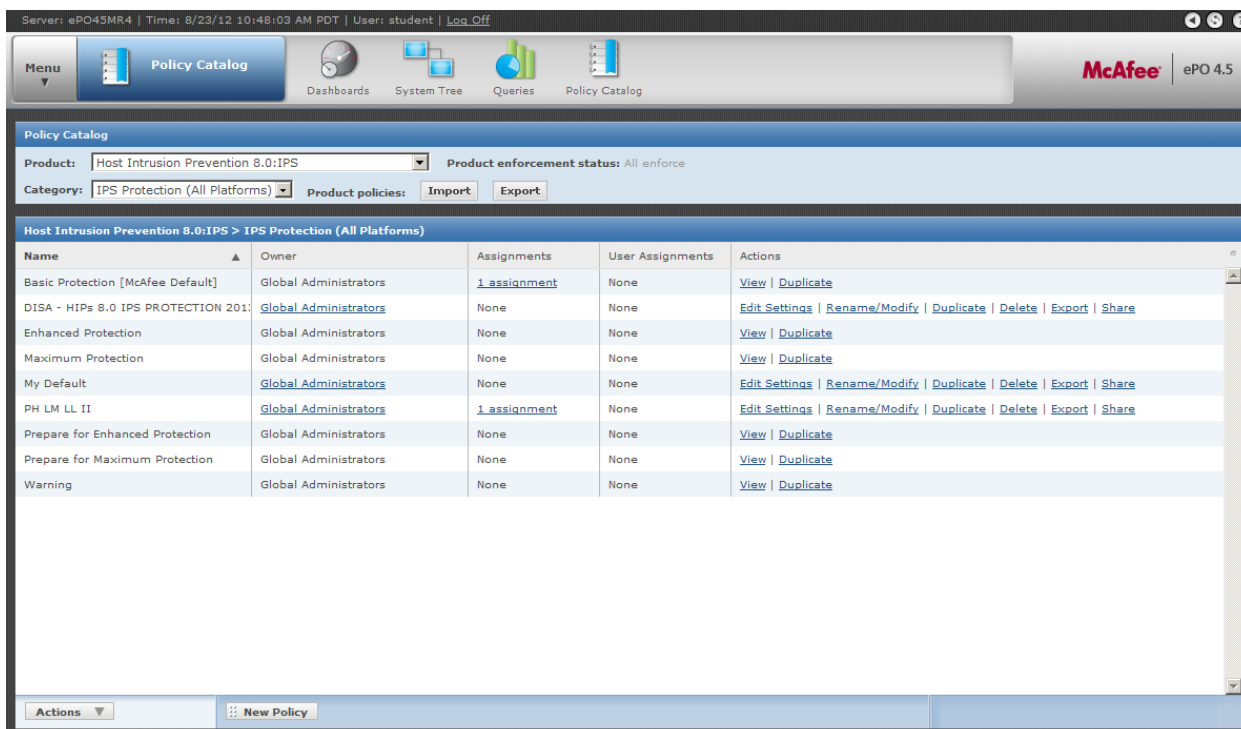 Server: ePO45MR4 | Time: 8/23/12 10:48:03 AM PDT | User: student | Log Off
Menu
Policy Catalog
Dashboards
System Tree
Queries
Policy Catalog
McAfee
ePO 4.5
Policy Catalog
Product: Host Intrusion Prevention 8.0:IPS Product enforcement status: All enforce
Category: IPS Protection (All Platforms) Product policies: Import Export
Host Intrusion Prevention 8.0:IPS > IPS Protection (All Platforms)
Name Owner Assignments User Assignments Actions
Basic Protection [McAfee Default] Global Administrators 1 assignment None View | Duplicate
DISA - HIPs 8.0 IPS PROTECTION Global Administrators None None Edit Settings | Rename/Modify | Duplicate | Delete | Export | Share
Enhanced Protection Global Administrators None None View | Duplicate
Maximum Protection Global Administrators None None View | Duplicate
My Default Global Administrators None None Edit Settings | Rename/Modify | Duplicate | Delete | Export | Share
PH LM LL II Global Administrators 1 assignment None Edit Settings | Rename/Modify | Duplicate | Delete | Export | Share
Prepare for Enhanced Protection Global Administrators None None View | Duplicate
Prepare for Maximum Protection Global Administrators None None View | Duplicate
Warning Global Administrators None None View | Duplicate
Actions New Policy